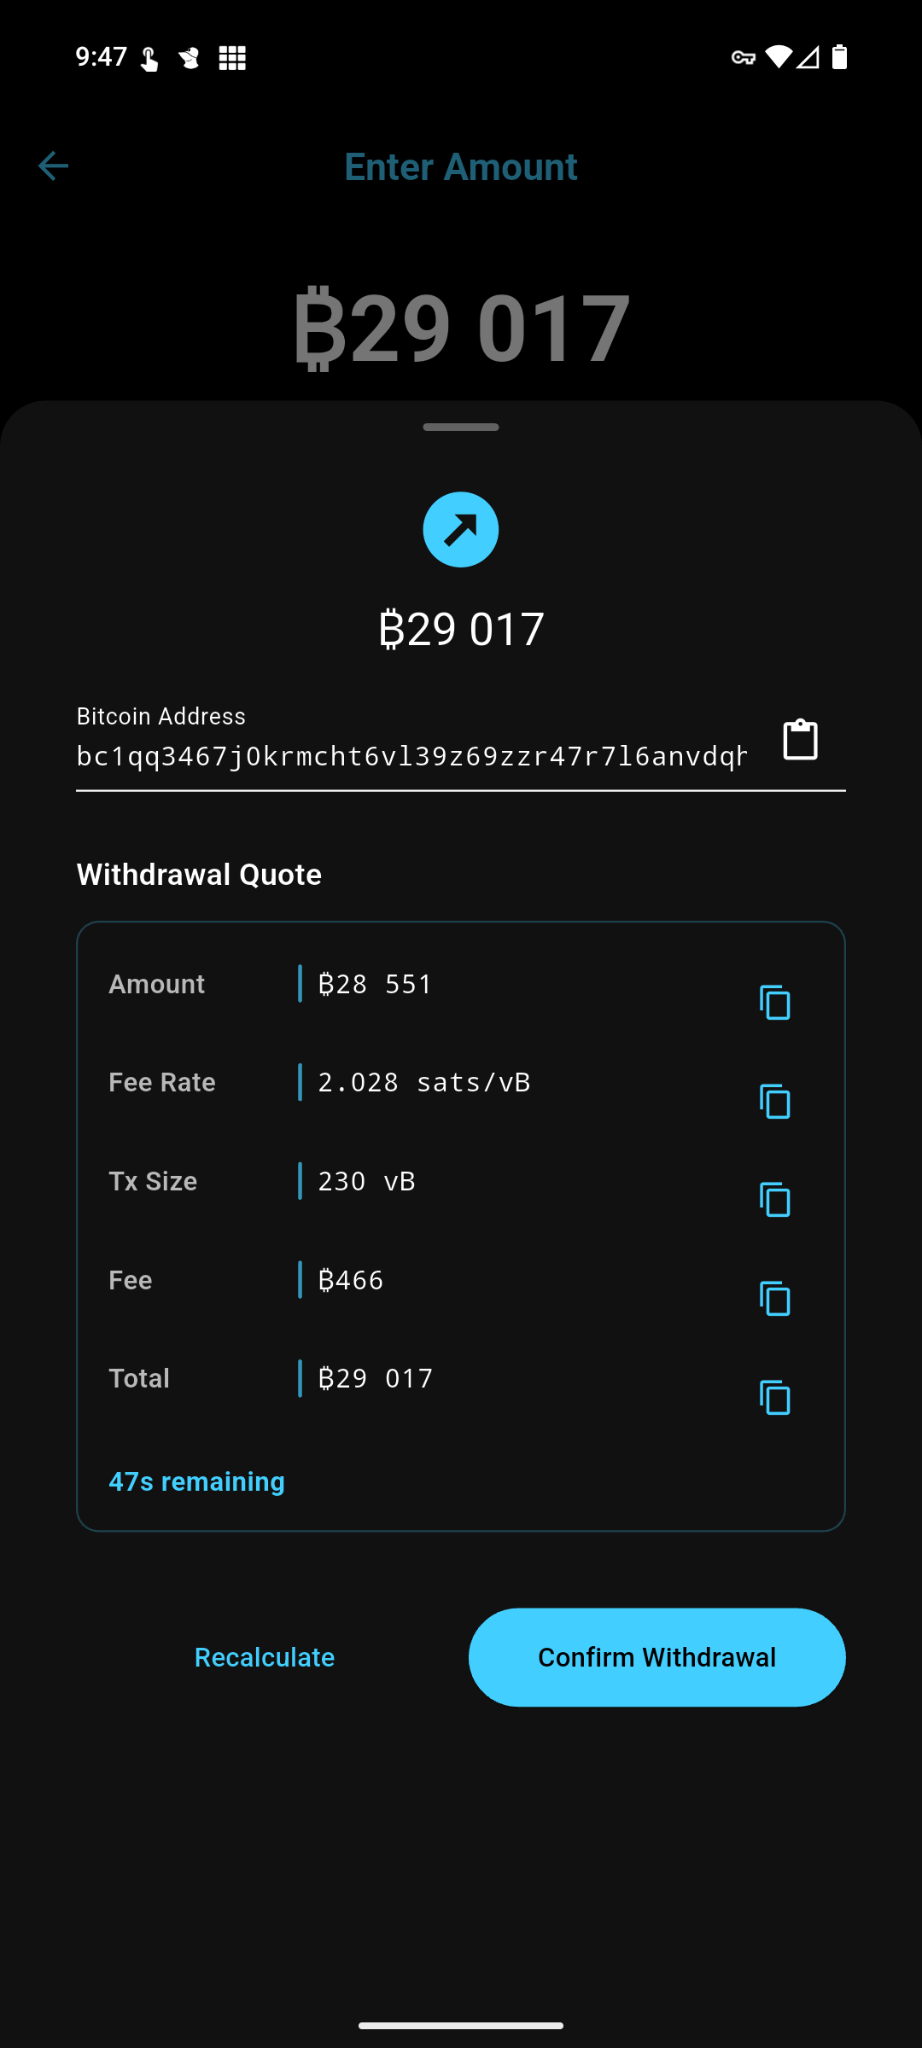 9:47
Enter Amount
₿29 017
₿29 017
Bitcoin Address
bc1qq3467j0krmcht6vl39z69zzr47r7l6anvdqh
Withdrawal Quote
Amount ₿28 551
Fee Rate 2.028 sats/vB
Tx Size 230 vB
Fee ₿466
Total ₿29 017
47s remaining
Recalculate
Confirm Withdrawal